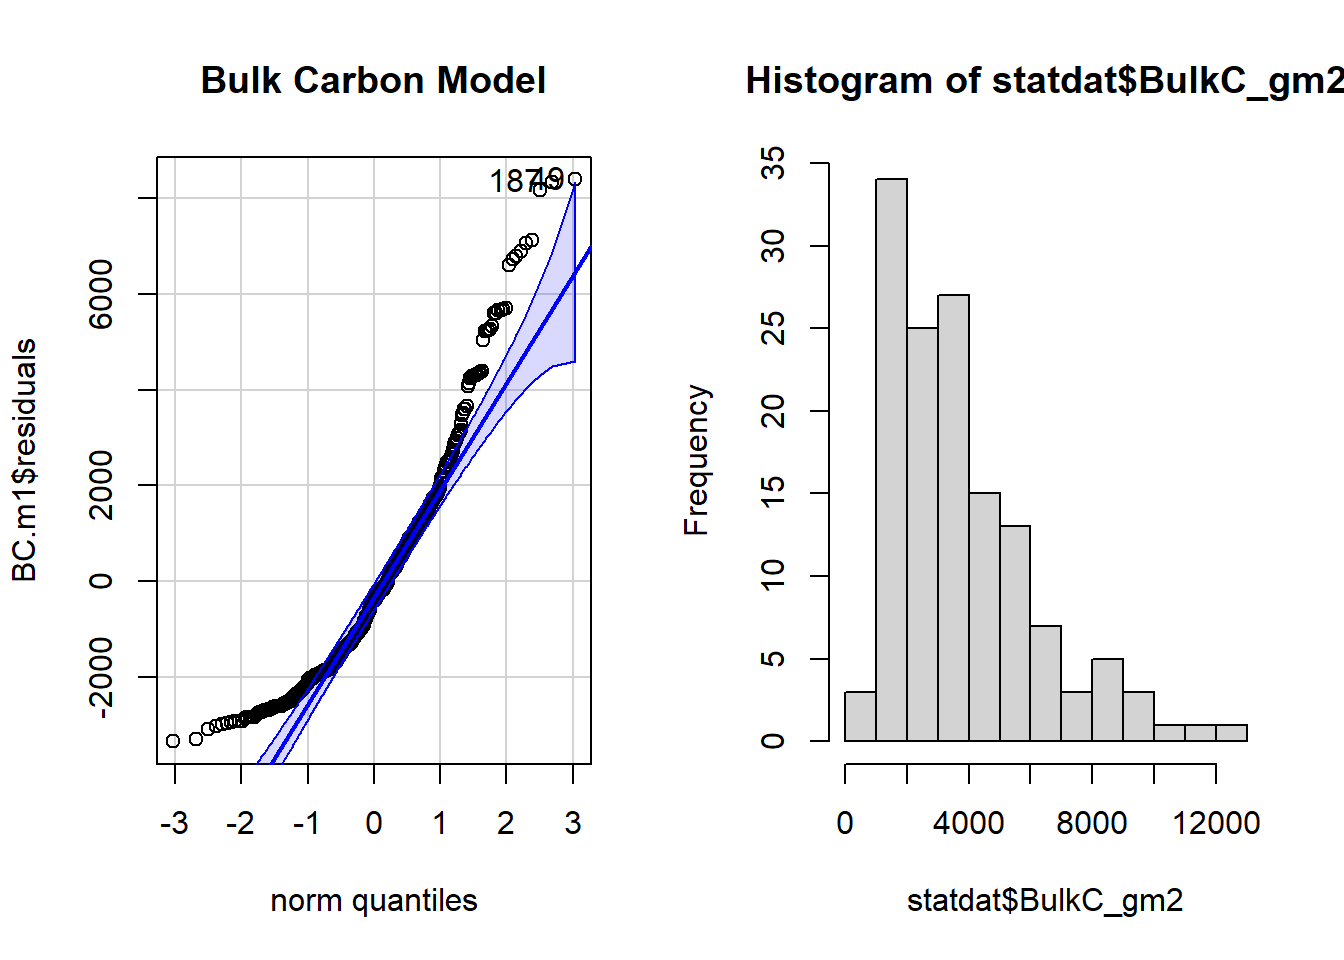 Bulk Carbon Model
18749
BC.m1$residuals
-2000
0
2000
6000
-3 -2 -1 0 1 2 3
norm quantiles
Histogram of statdat$BulkC_gm2
Frequency
0 5 10 15 20 25 30 35
0 4000 8000 12000
statdat$BulkC_gm2